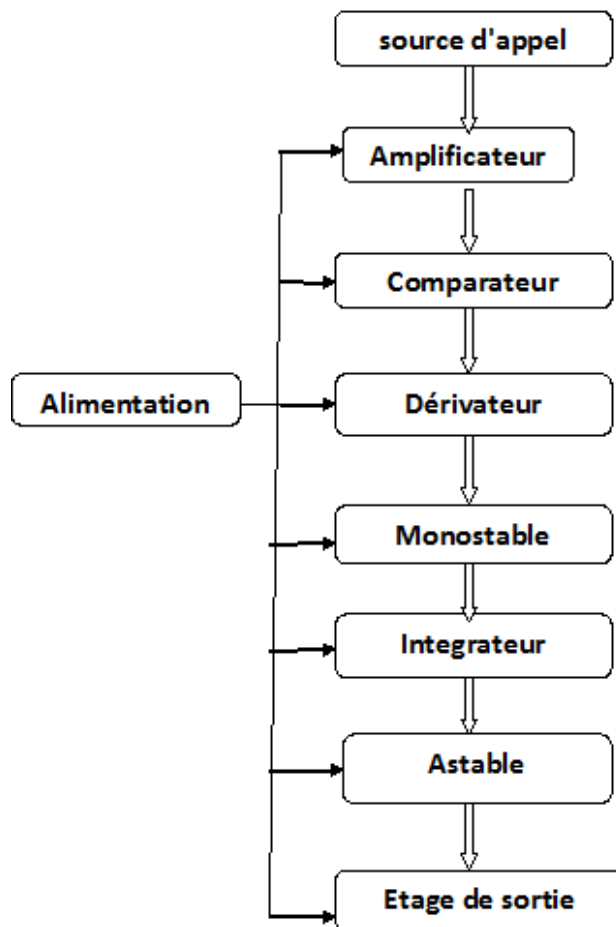 source d'appel
Amplificateur
Comparateur
Alimentation
Dérivateur
Monostable
Integrateur
Astable
Etage de sortie